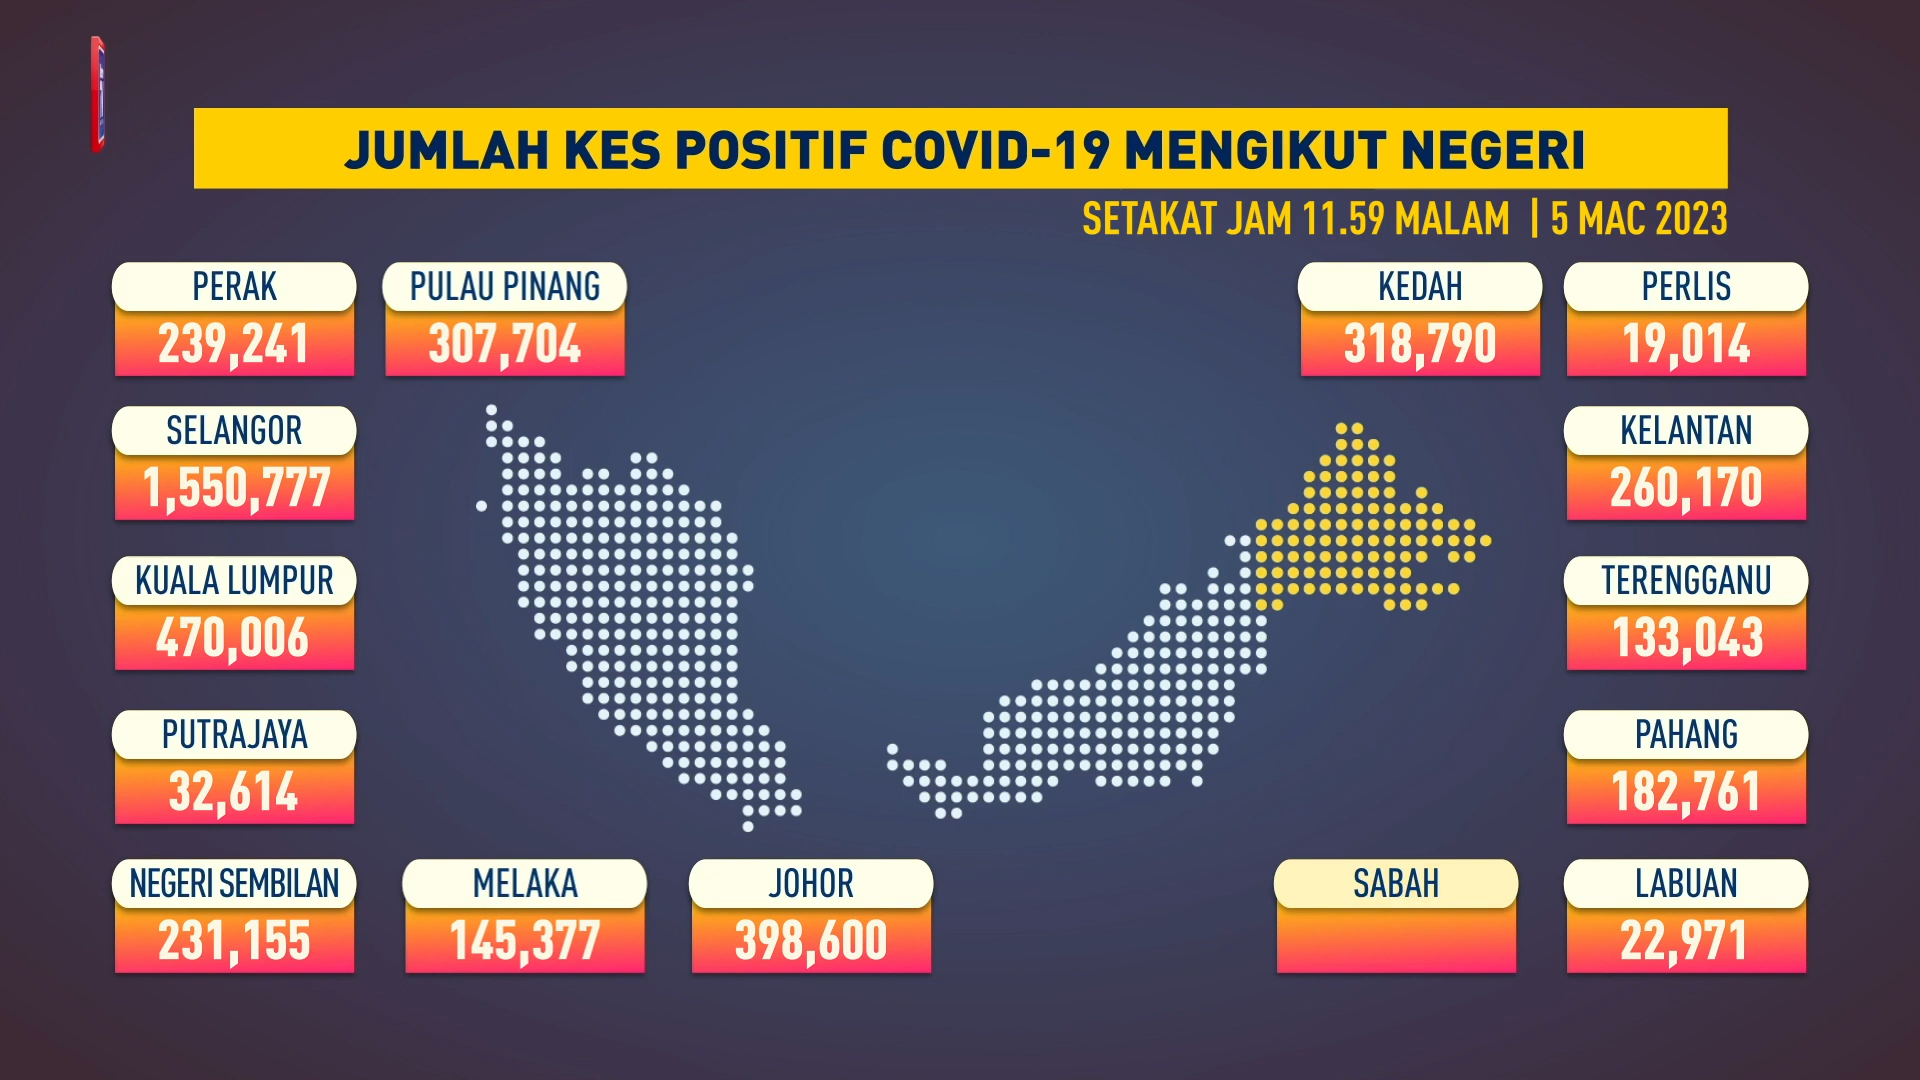 JUMLAH KES POSITIF COVID-19 MENGIKUT NEGERI
SETAKAT JAM 11.59 MALAM | 5 MAC 2023
PERAK
239,241
PULAU PINANG
307,704
KEDAH
318,790
PERLIS
19,014
SELANGOR
1,550,777
KELANTAN
260,170
KUALA LUMPUR
470,006
TERENGGANU
133,043
PUTRAJAYA
32,614
PAHANG
182,761
NEGERI SEMBILAN
231,155
MELAKA
145,377
JOHOR
398,600
SABAH
LABUAN
22,971